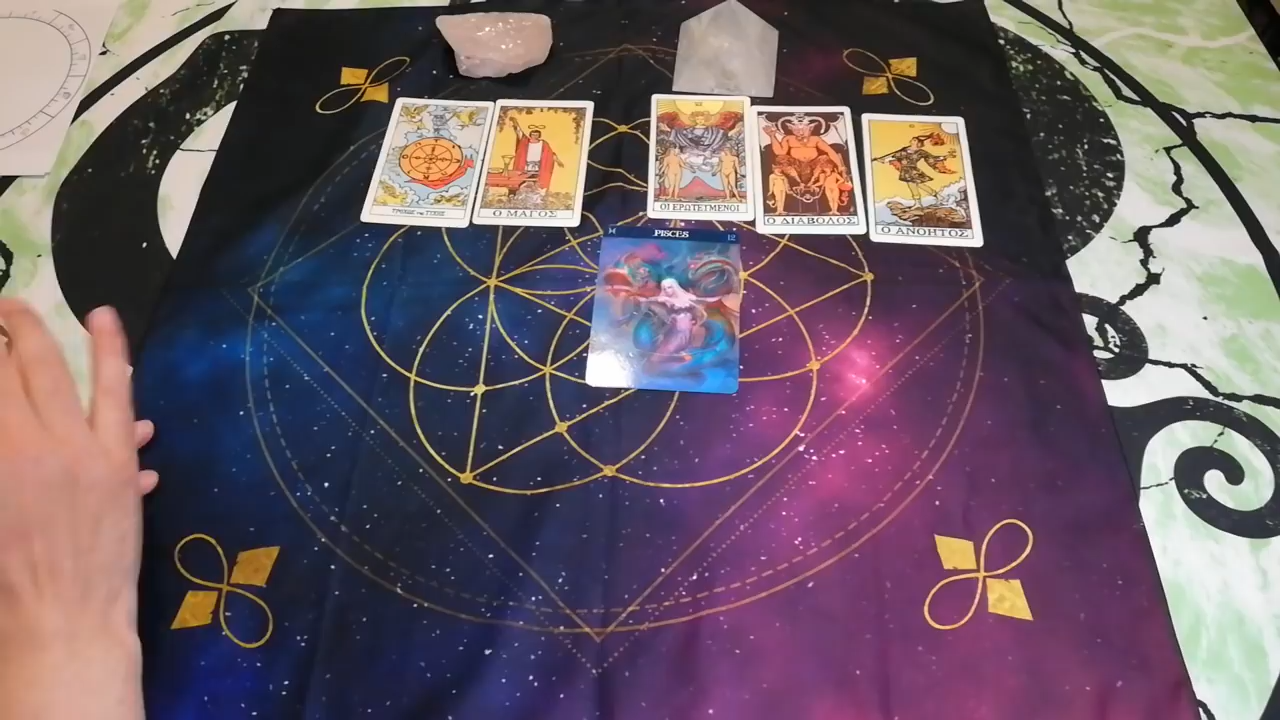 ΤΡΟΧΟΣ της ΤΥΧΗΣ
Ο ΜΑΓΟΣ
ΟΙ ΕΡΩΤΕΥΜΕΝΟΙ
Ο ΔΙΑΒΟΛΟΣ
Ο ΑΝΟΗΤΟΣ
PISCES
12